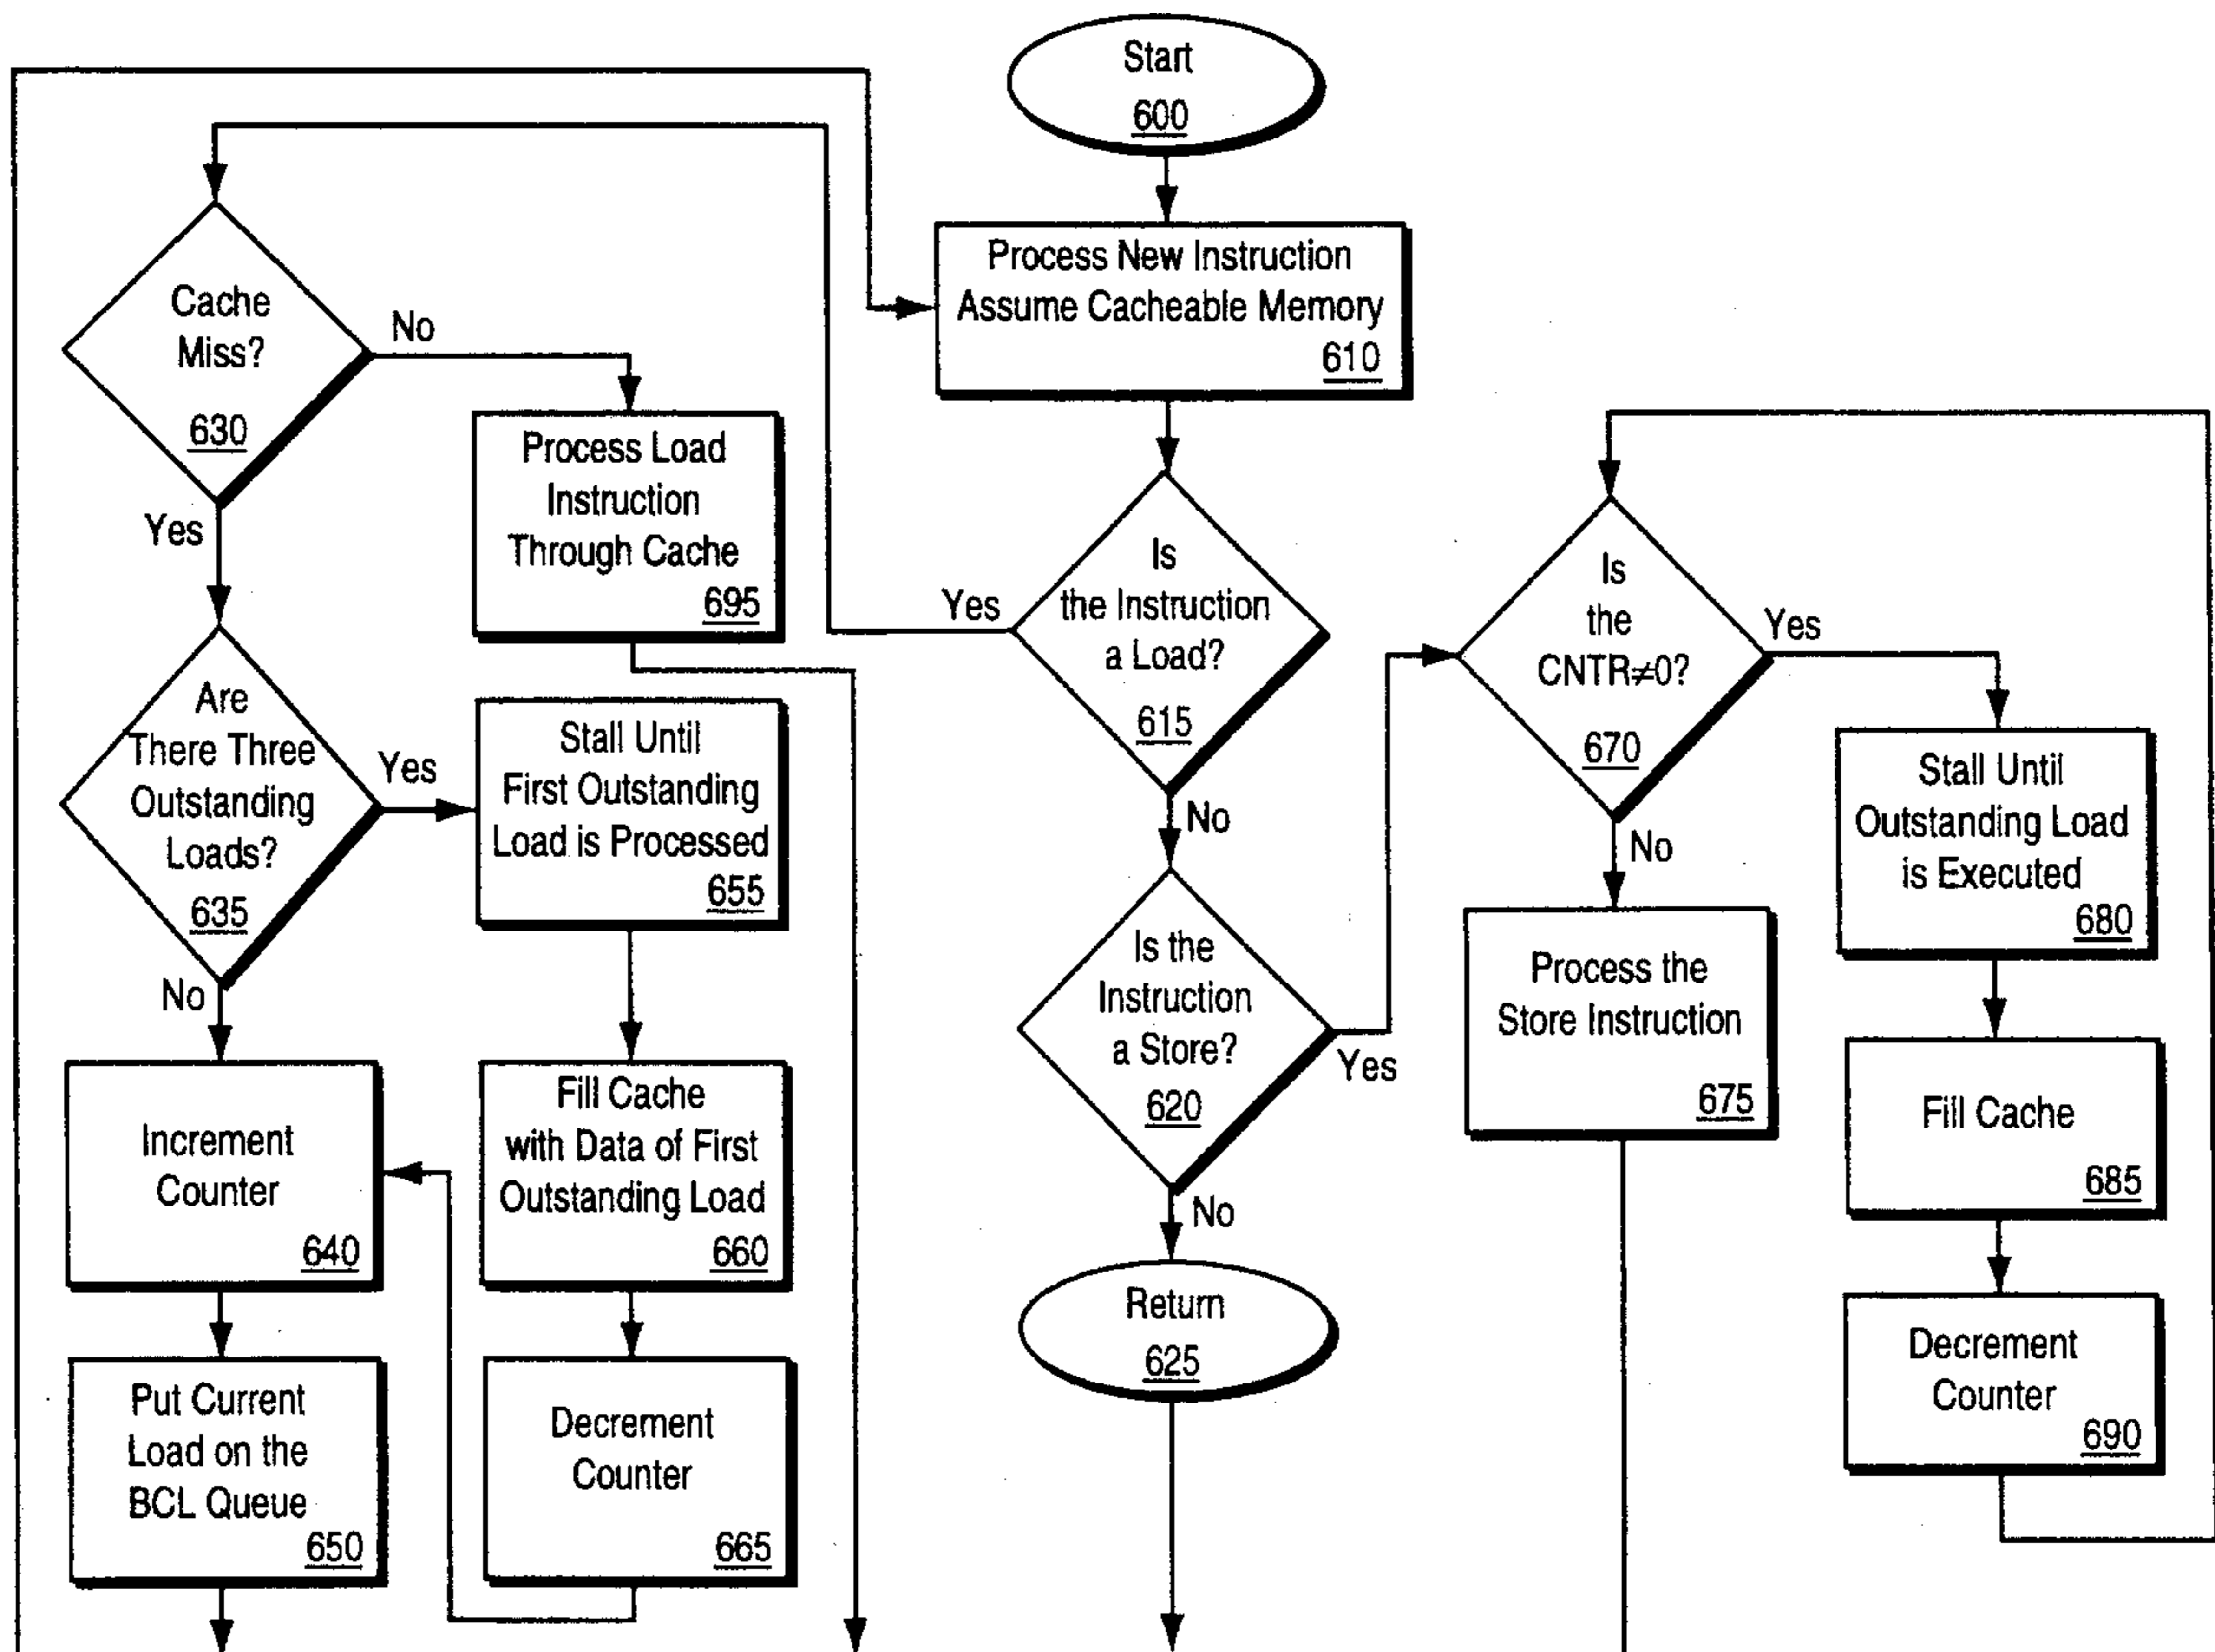 Start
600
Process New Instruction
Assume Cacheable Memory
610
Cache
Miss?
630
No
Yes
Process Load
Instruction
Through Cache
695
Is
the Instruction
a Load?
615
Yes
No
Is
the
CNTR≠0?
670
Yes
No
Are
There Three
Outstanding
Loads?
635
Yes
No
Stall Until
First Outstanding
Load is Processed
655
Stall Until
Outstanding Load
is Executed
680
Is the
Instruction
a Store?
620
Yes
No
Process the
Store Instruction
675
Increment
Counter
640
Fill Cache
with Data of First
Outstanding Load
660
Fill Cache
685
Return
625
Decrement
Counter
690
Put Current
Load on the
BCL Queue
650
Decrement
Counter
665